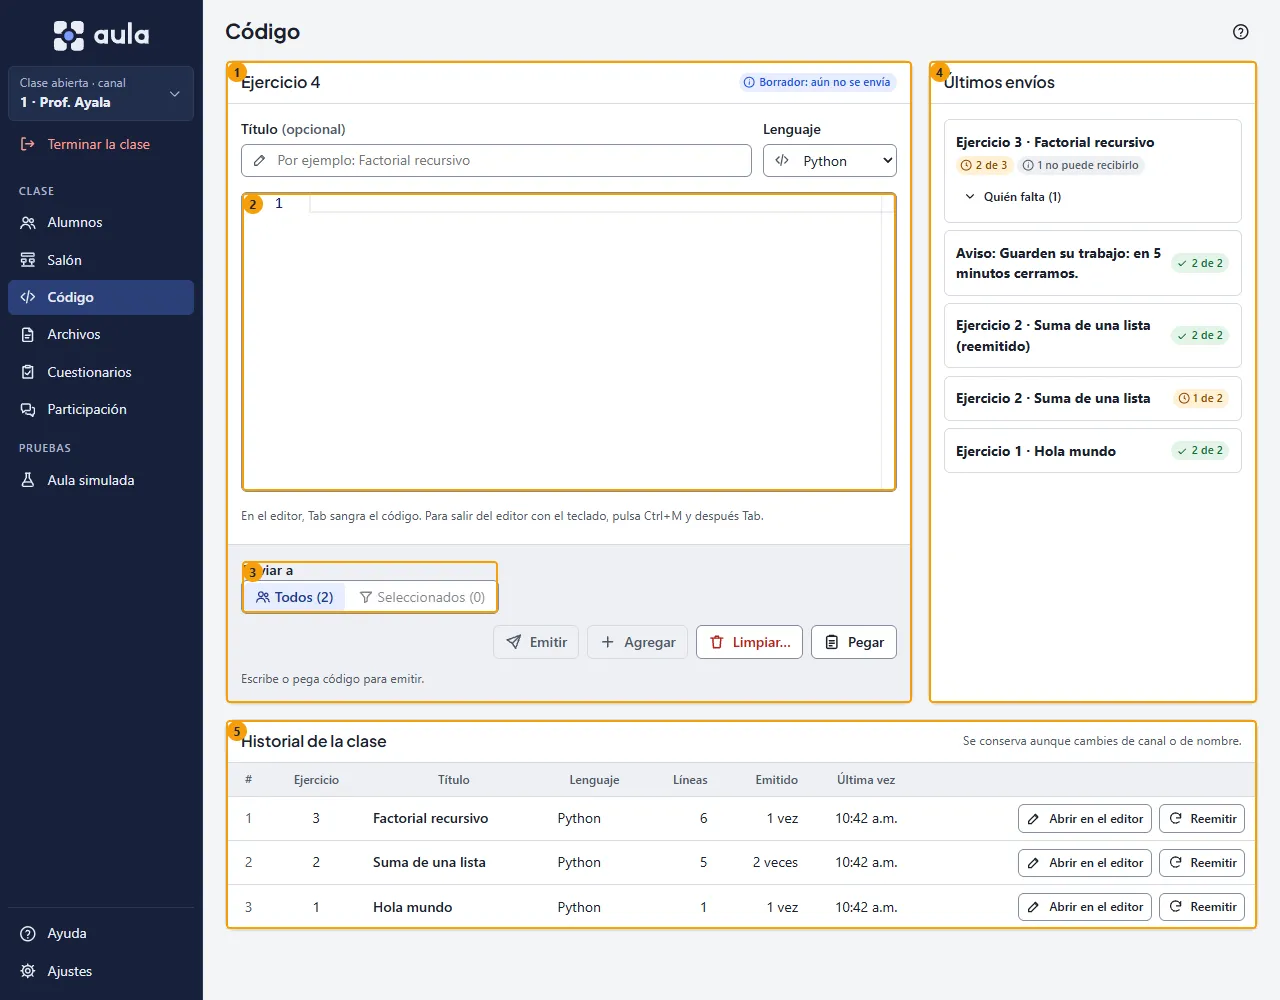 aula
Clase abierta · canal
1 · Prof. Ayala
Terminar la clase
CLASE
Alumnos
Salón
Código
Archivos
Cuestionarios
Participación
PRUEBAS
Aula simulada
Ayuda
Ajustes
Código
1
Ejercicio 4
Borrador: aún no se envía
Título (opcional)
Lenguaje
Por ejemplo: Factorial recursivo
Python
2
1
En el editor, Tab sangra el código. Para salir del editor con el teclado, pulsa Ctrl+M y después Tab.
3
viar a
Todos (2)
Seleccionados (0)
Emitir
Agregar
Limpiar...
Pegar
Escribe o pega código para emitir.
4
Últimos envíos
Ejercicio 3 · Factorial recursivo
2 de 3
1 no puede recibirlo
Quién falta (1)
Aviso: Guarden su trabajo: en 5
minutos cerramos.
2 de 2
Ejercicio 2 · Suma de una lista
(reemitido)
2 de 2
Ejercicio 2 · Suma de una lista
1 de 2
Ejercicio 1 · Hola mundo
2 de 2
5
Historial de la clase
Se conserva aunque cambies de canal o de nombre.
# Ejercicio Título Lenguaje Líneas Emitido Última vez
1 3 Factorial recursivo Python 6 1 vez 10:42 a.m. Abrir en el editor Reemitir
2 2 Suma de una lista Python 5 2 veces 10:42 a.m. Abrir en el editor Reemitir
3 1 Hola mundo Python 1 1 vez 10:42 a.m. Abrir en el editor Reemitir